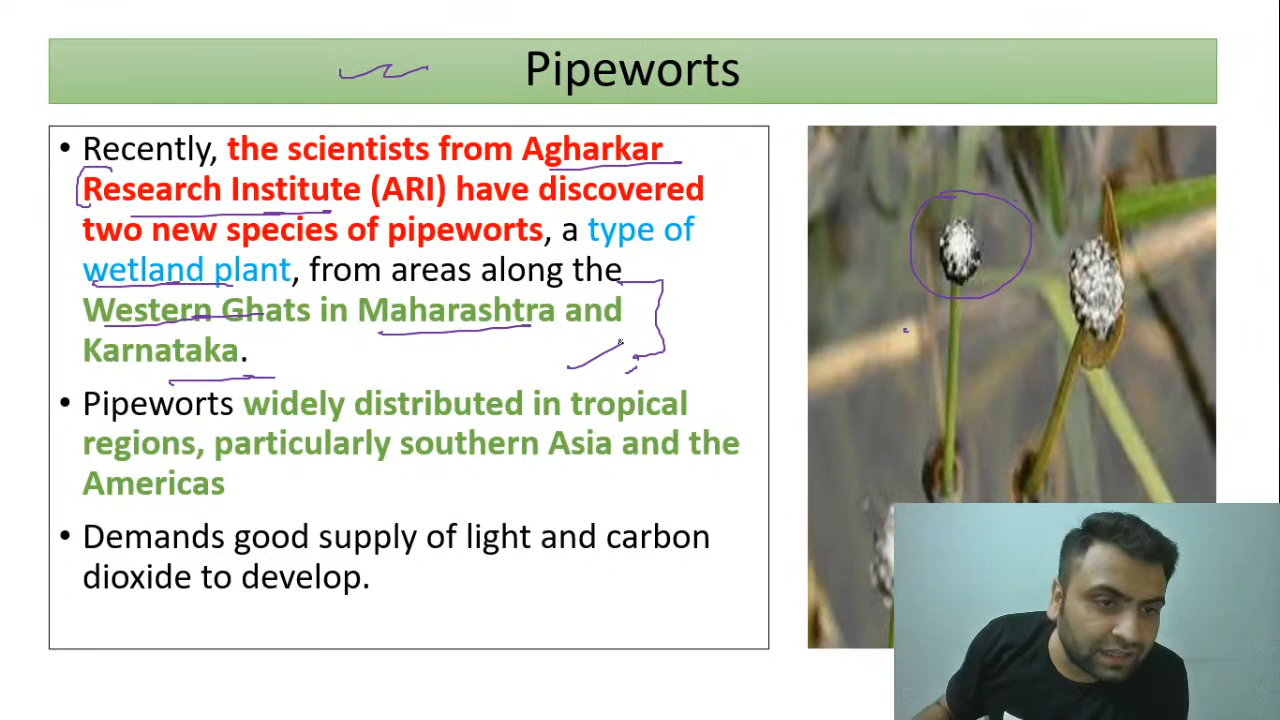 Pipeworts
• Recently, the scientists from Agharkar
Research Institute (ARI) have discovered
two new species of pipeworts, a type of
wetland plant, from areas along the
Western Ghats in Maharashtra and
Karnataka.
• Pipeworts widely distributed in tropical
regions, particularly southern Asia and the
Americas
• Demands good supply of light and carbon
dioxide to develop.